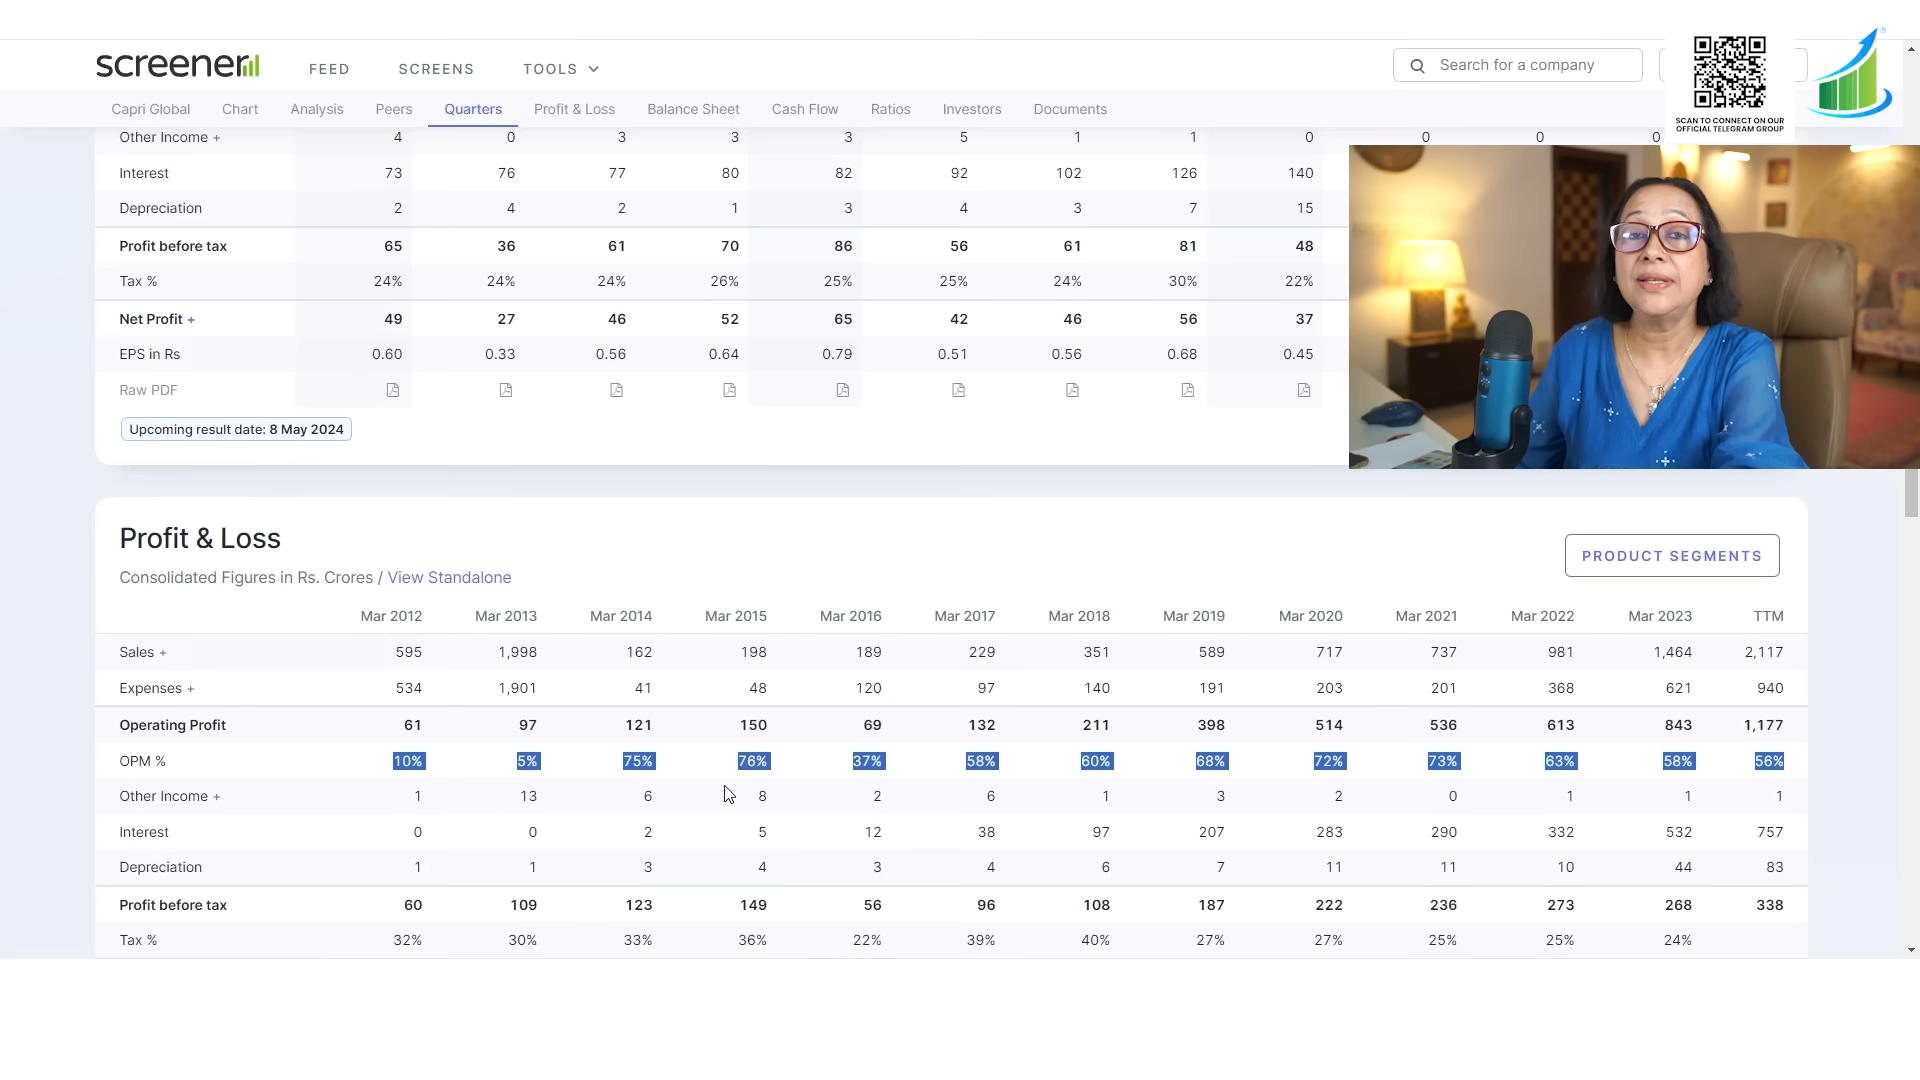 screener FEED SCREENS TOOLS Search for a company
SCAN TO CONNECT ON OUR
OFFICIAL TELEGRAM GROUP
Capri Global Chart Analysis Peers Quarters Profit & Loss Balance Sheet Cash Flow Ratios Investors Documents
Other Income + 4 0 3 3 3 5 1 1 0 0 0 0
Interest 73 76 77 80 82 92 102 126 140
Depreciation 2 4 2 1 3 4 3 7 15
Profit before tax 65 36 61 70 86 56 61 81 48
Tax % 24% 24% 24% 26% 25% 25% 24% 30% 22%
Net Profit + 49 27 46 52 65 42 46 56 37
EPS in Rs 0.60 0.33 0.56 0.64 0.79 0.51 0.56 0.68 0.45
Raw PDF
Upcoming result date: 8 May 2024
Profit & Loss
PRODUCT SEGMENTS
Consolidated Figures in Rs. Crores / View Standalone
Mar 2012 Mar 2013 Mar 2014 Mar 2015 Mar 2016 Mar 2017 Mar 2018 Mar 2019 Mar 2020 Mar 2021 Mar 2022 Mar 2023 TTM
Sales + 595 1,998 162 198 189 229 351 589 717 737 981 1,464 2,117
Expenses + 534 1,901 41 48 120 97 140 191 203 201 368 621 940
Operating Profit 61 97 121 150 69 132 211 398 514 536 613 843 1,177
OPM % 10% 5% 75% 76% 37% 58% 60% 68% 72% 73% 63% 58% 56%
Other Income + 1 13 6 8 2 6 1 3 2 0 1 1 1
Interest 0 0 2 5 12 38 97 207 283 290 332 532 757
Depreciation 1 1 3 4 3 4 6 7 11 11 10 44 83
Profit before tax 60 109 123 149 56 96 108 187 222 236 273 268 338
Tax % 32% 30% 33% 36% 22% 39% 40% 27% 27% 25% 25% 24%